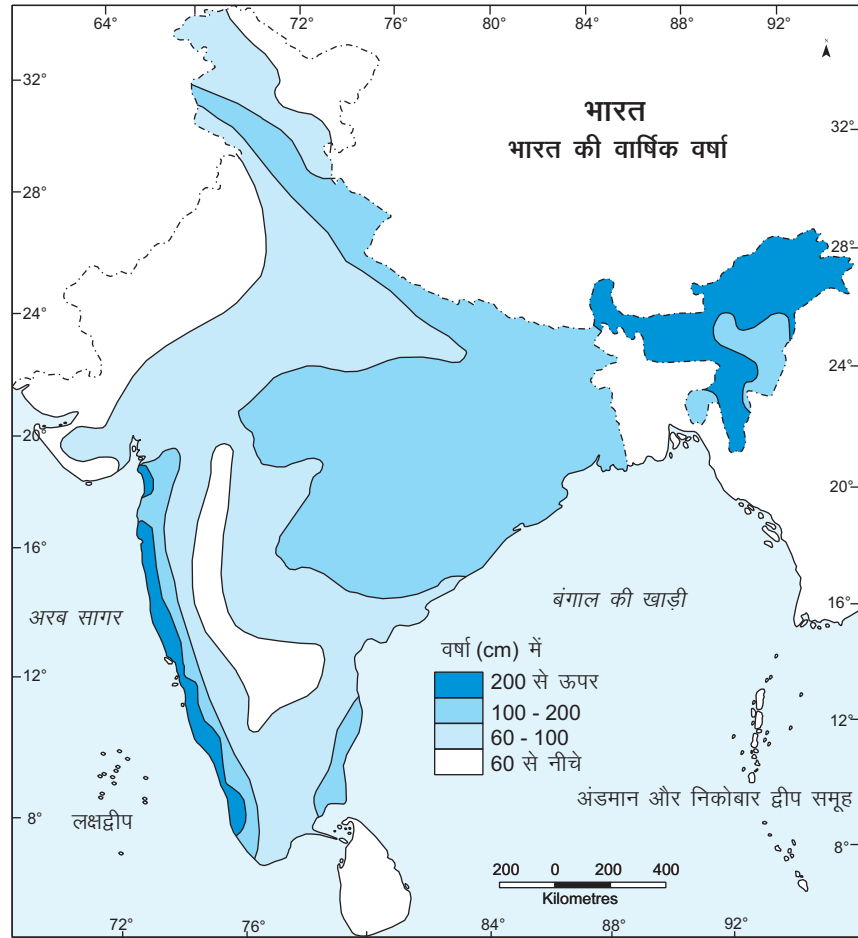 64° 72° 76° 80° 84° 88° 92°
N
32°
भारत
32°
भारत की वार्षिक वर्षा
28°
28°
24°
24°
20°
20°
16°
बंगाल की खाड़ी
16°
अरब सागर
वर्षा (cm) में
12°
200 से ऊपर
100 - 200
12°
60 - 100
60 से नीचे
अंडमान और निकोबार द्वीप समूह
लक्षद्वीप
8°
8°
200 0 200 400
Kilometres
72° 76° 84° 88° 92°